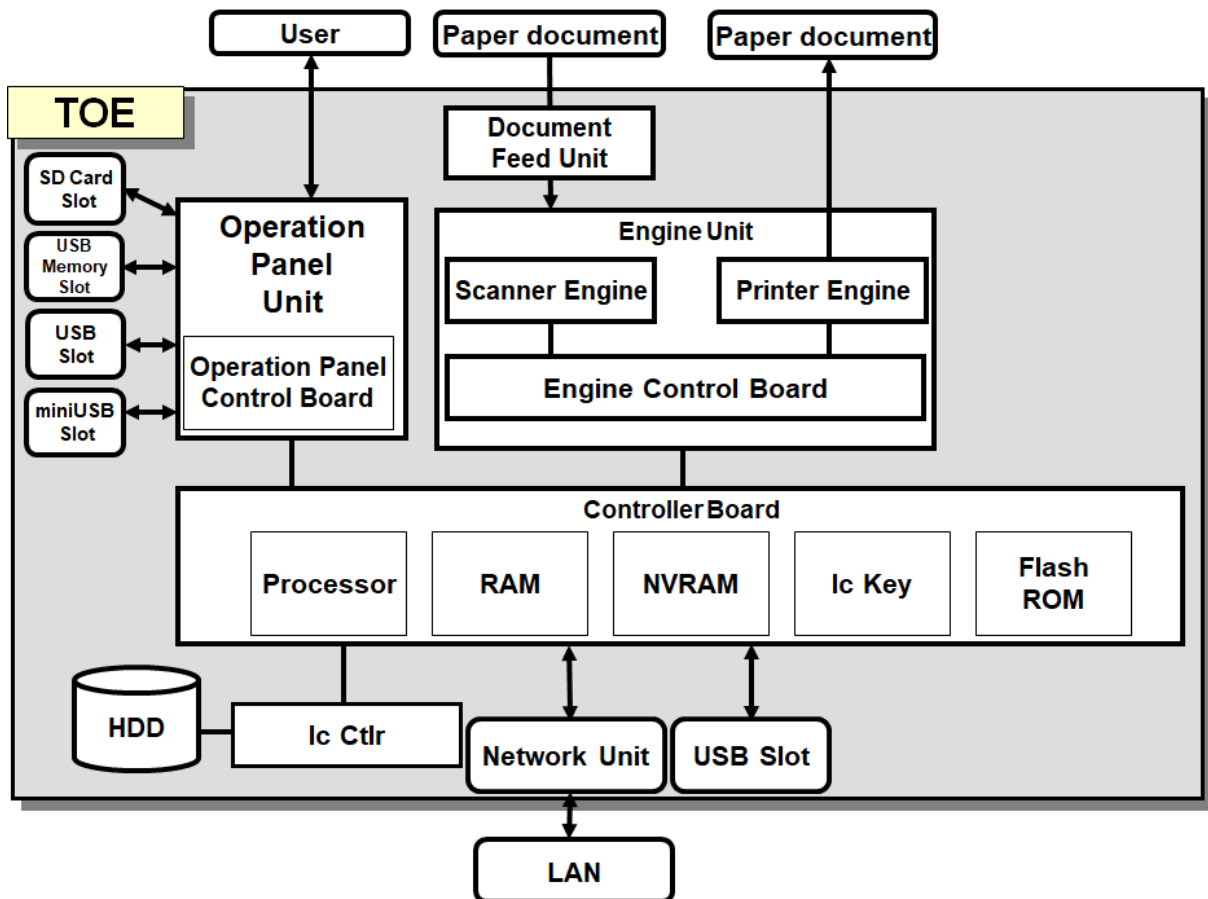 User
Paper document
Paper document
TOE
Document
Feed Unit
SD Card
Slot
USB
Memory
Slot
USB
Slot
miniUSB
Slot
Operation
Panel
Unit
Operation Panel
Control Board
Engine Unit
Scanner Engine
Printer Engine
Engine Control Board
Controller Board
Processor
RAM
NVRAM
Ic Key
Flash
ROM
HDD
Ic Ctlr
Network Unit
USB Slot
LAN